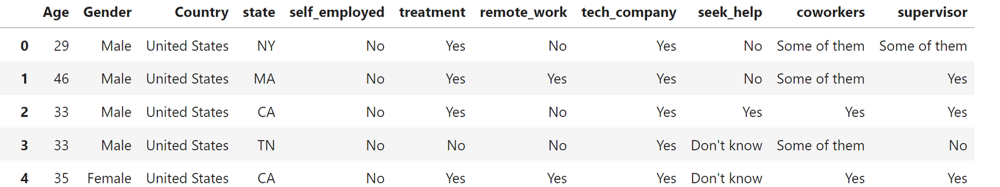 Age Gender Country state self_employed treatment remote_work tech_company seek_help coworkers supervisor
0 29 Male United States NY No Yes No Yes No Some of them Some of them
1 46 Male United States MA No Yes Yes Yes No Some of them Yes
2 33 Male United States CA No Yes No Yes Yes Yes Yes
3 33 Male United States TN No No No Yes Don't know Some of them No
4 35 Female United States CA No Yes Yes Yes Don't know Yes Yes